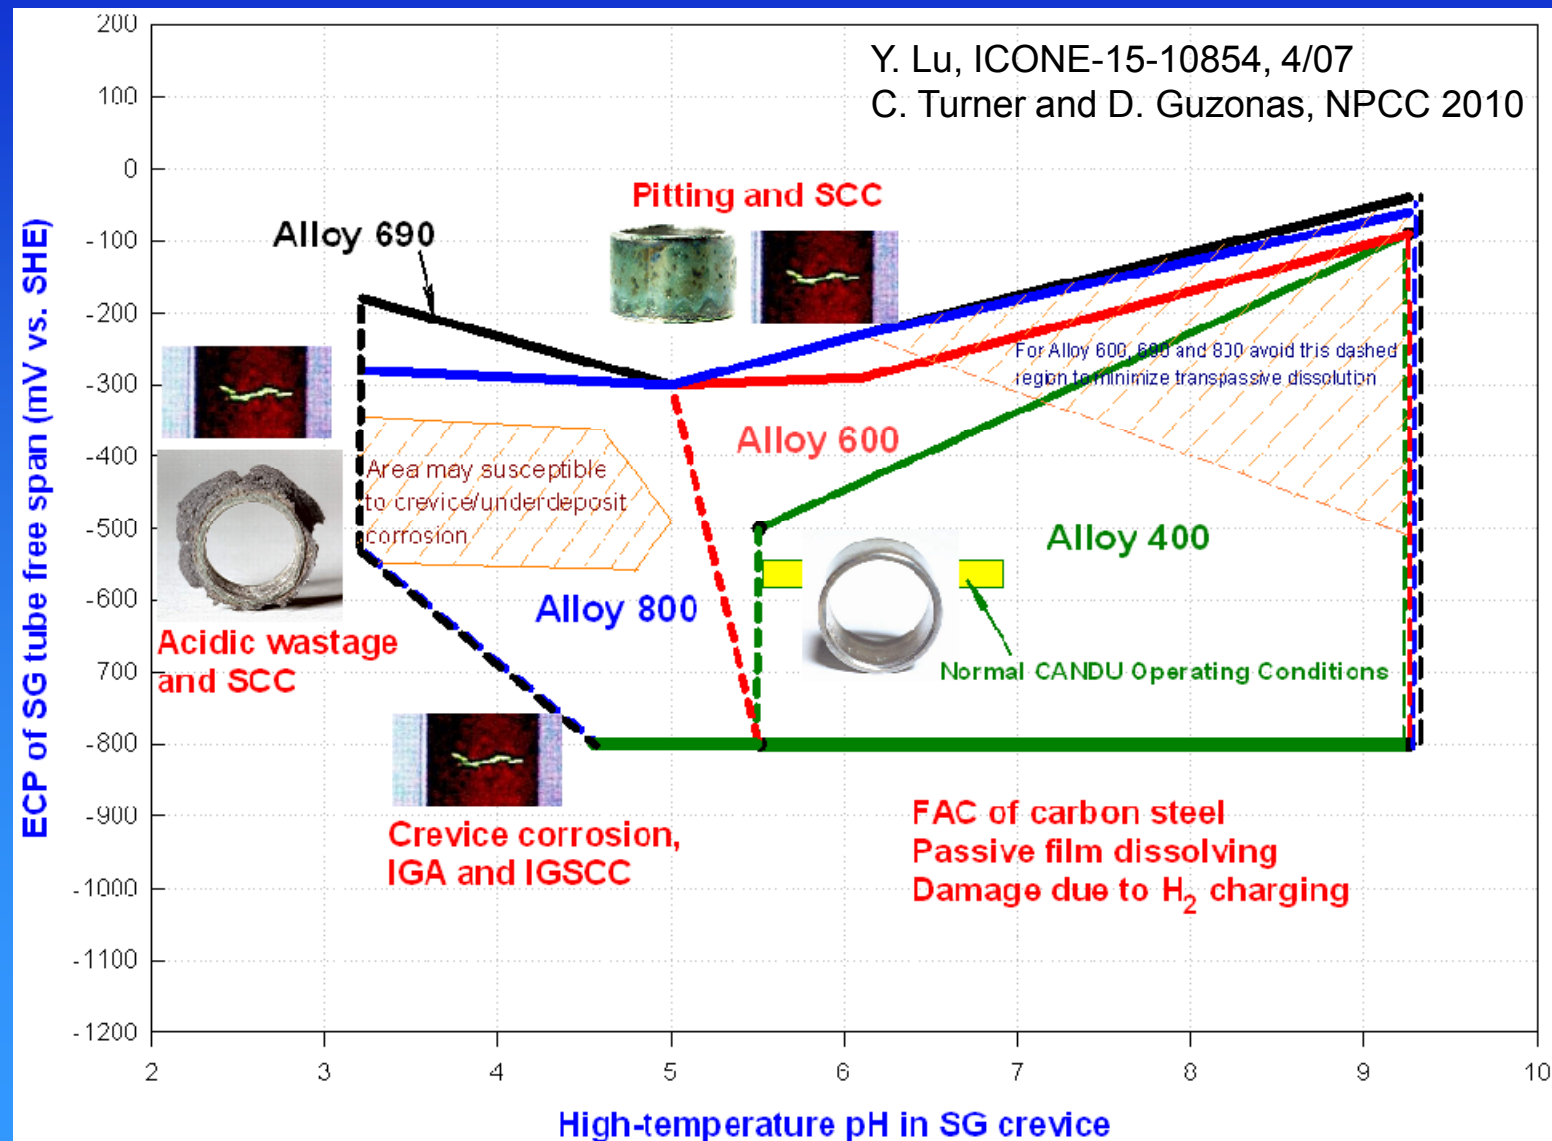 Y. Lu, ICONE-15-10854, 4/07
C. Turner and D. Guzonas, NPCC 2010
200
100
0
-100
-200
-300
-400
-500
-600
700
-800
-900
-1000
-1100
-1200
ECP of SG tube free span (mV vs. SHE)
Pitting and SCC
Alloy 690
For Alloy 600, 690 and 800 avoid this dashed
region to minimize transpassive dissolution
Alloy 600
Area may susceptible
to crevice/underdeposit
corrosion
Alloy 400
Alloy 800
Acidic wastage
and SCC
Normal CANDU Operating Conditions
Crevice corrosion,
IGA and IGSCC
FAC of carbon steel
Passive film dissolving
Damage due to H₂ charging
2 3 4 5 6 7 8 9 10
High-temperature pH in SG crevice